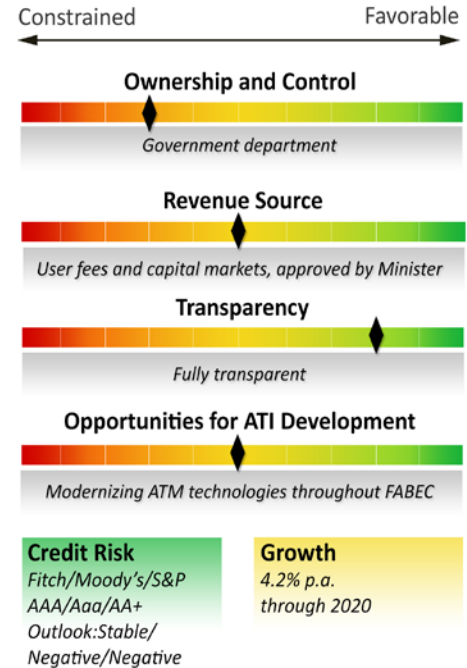 Constrained Favorable
Ownership and Control
Government department
Revenue Source
User fees and capital markets, approved by Minister
Transparency
Fully transparent
Opportunities for ATI Development
Modernizing ATM technologies throughout FABEC
Credit Risk
Fitch/Moody's/S&P
AAA/Aaa/AA+
Outlook:Stable/
Negative/Negative
Growth
4.2% p.a.
through 2020